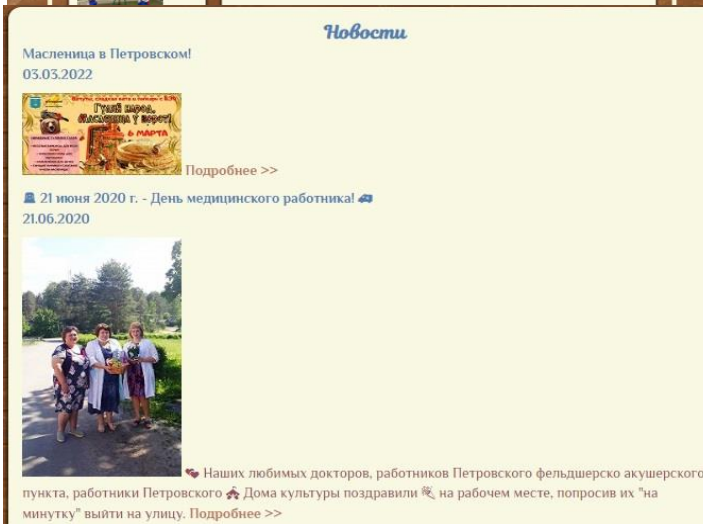 Новости
Масленица в Петровском!
03.03.2022
Гуляй народ,
Масленица у ворот!
6 МАРТА
Подробнее >>
21 июня 2020 г. - День медицинского работника!
21.06.2020
Наших любимых докторов, работников Петровского фельдшерско акушерского
пункта, работники Петровского Дома культуры поздравили на рабочем месте, попросив их "на
минутку" выйти на улицу. Подробнее >>